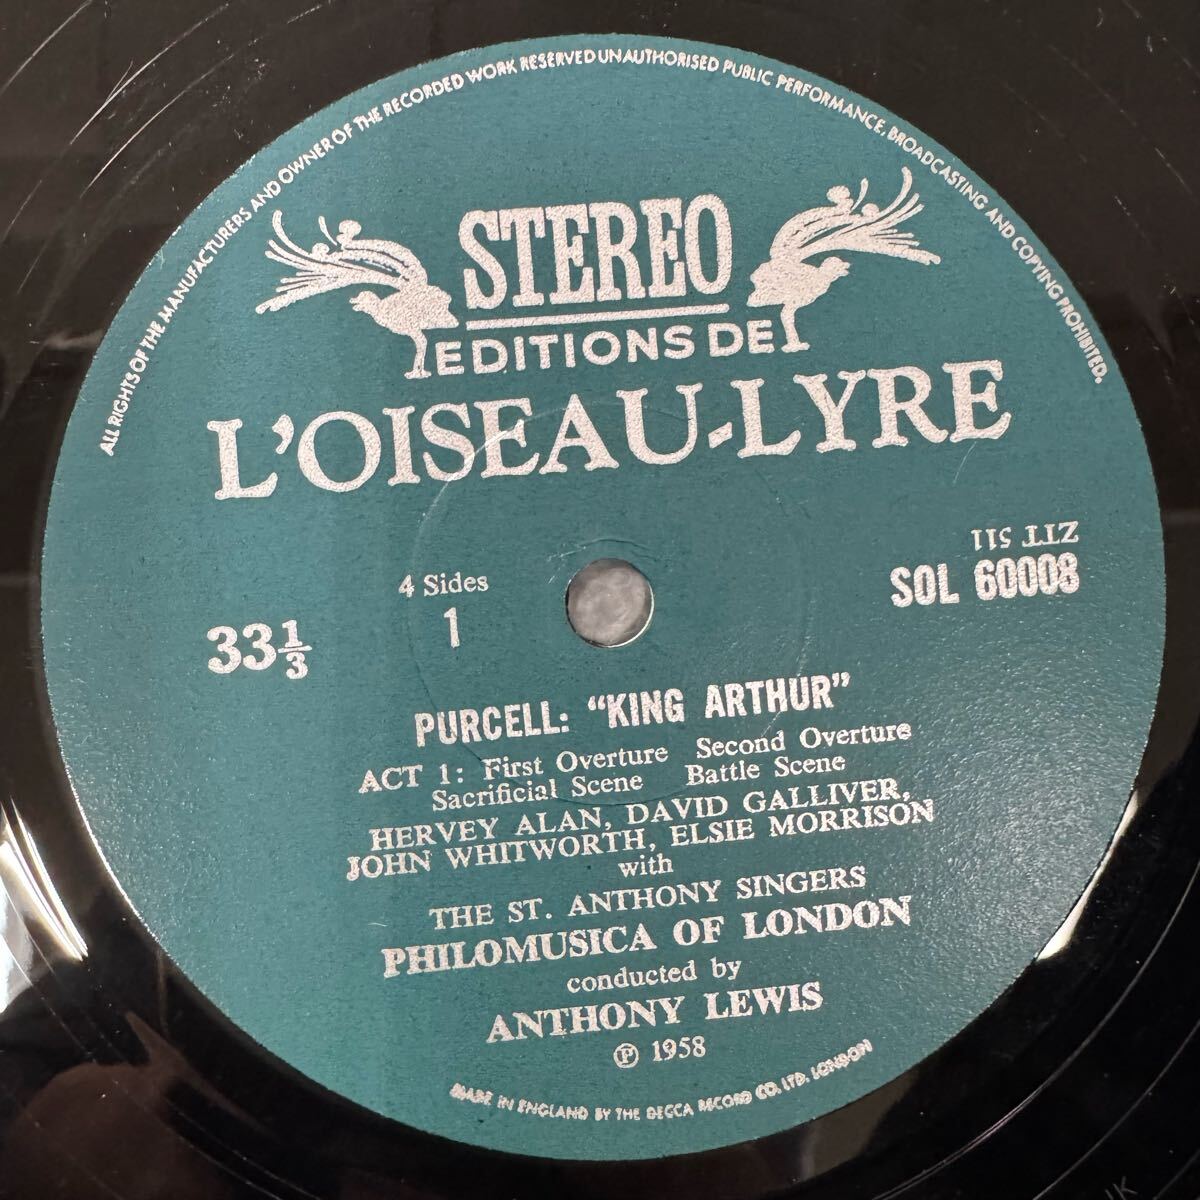 ALL RIGHTS OF THE MANUFACTURERS AND OWNER OF THE RECORDED WORK RESERVED UNAUTHORISED PUBLIC PERFORMANCE, BROADCASTING AND COPYING PROHIBITED.
STEREO
EDITIONS DE
L'OISEAU-LYRE
ZTT 511
4 Sides
SOL 60008
1
33 1/3
PURCELL: "KING ARTHUR"
ACT 1: First Overture Second Overture
Sacrificial Scene Battle Scene
HERVEY ALAN, DAVID GALLIVER,
JOHN WHITWORTH, ELSIE MORRISON
with
THE ST. ANTHONY SINGERS
PHILOMUSICA OF LONDON
conducted by
ANTHONY LEWIS
Ⓟ 1958
MADE IN ENGLAND BY THE DECCA RECORD CO. LTD. LONDON
K